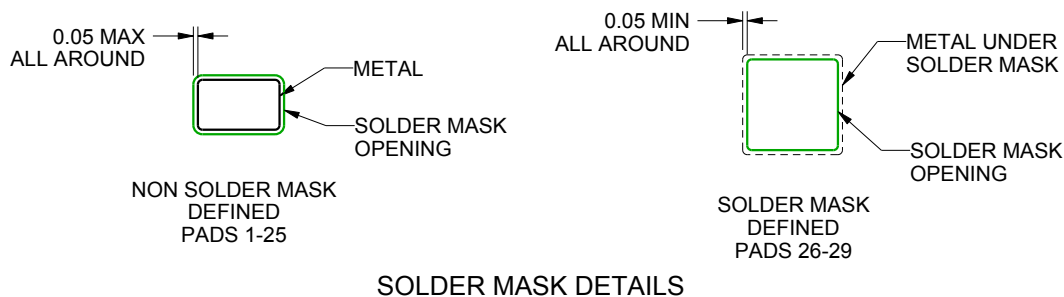 0.05 MAX
ALL AROUND
METAL
SOLDER MASK
OPENING
NON SOLDER MASK
DEFINED
PADS 1-25
0.05 MIN
ALL AROUND
METAL UNDER
SOLDER MASK
SOLDER MASK
OPENING
SOLDER MASK
DEFINED
PADS 26-29
SOLDER MASK DETAILS